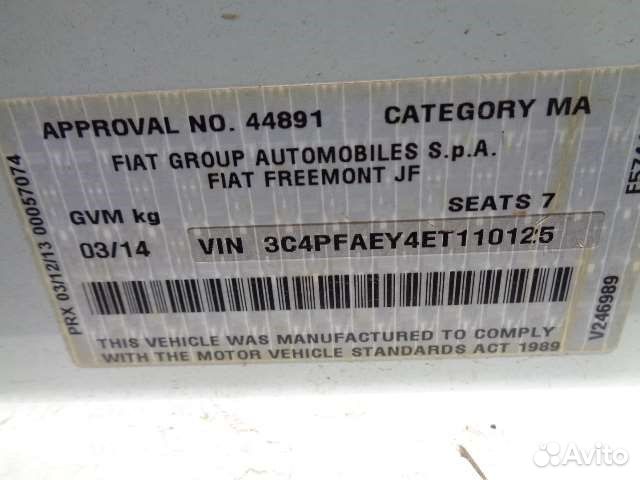 APPROVAL NO. 44891 CATEGORY MA
FIAT GROUP AUTOMOBILES S.p.A.
FIAT FREEMONT JF
GVM kg SEATS 7
03/14 VIN 3C4PFAEY4ET110125
THIS VEHICLE WAS MANUFACTURED TO COMPLY
WITH THE MOTOR VEHICLE STANDARDS ACT 1989
PRX 03/12/13 00057074
V246989
Avito